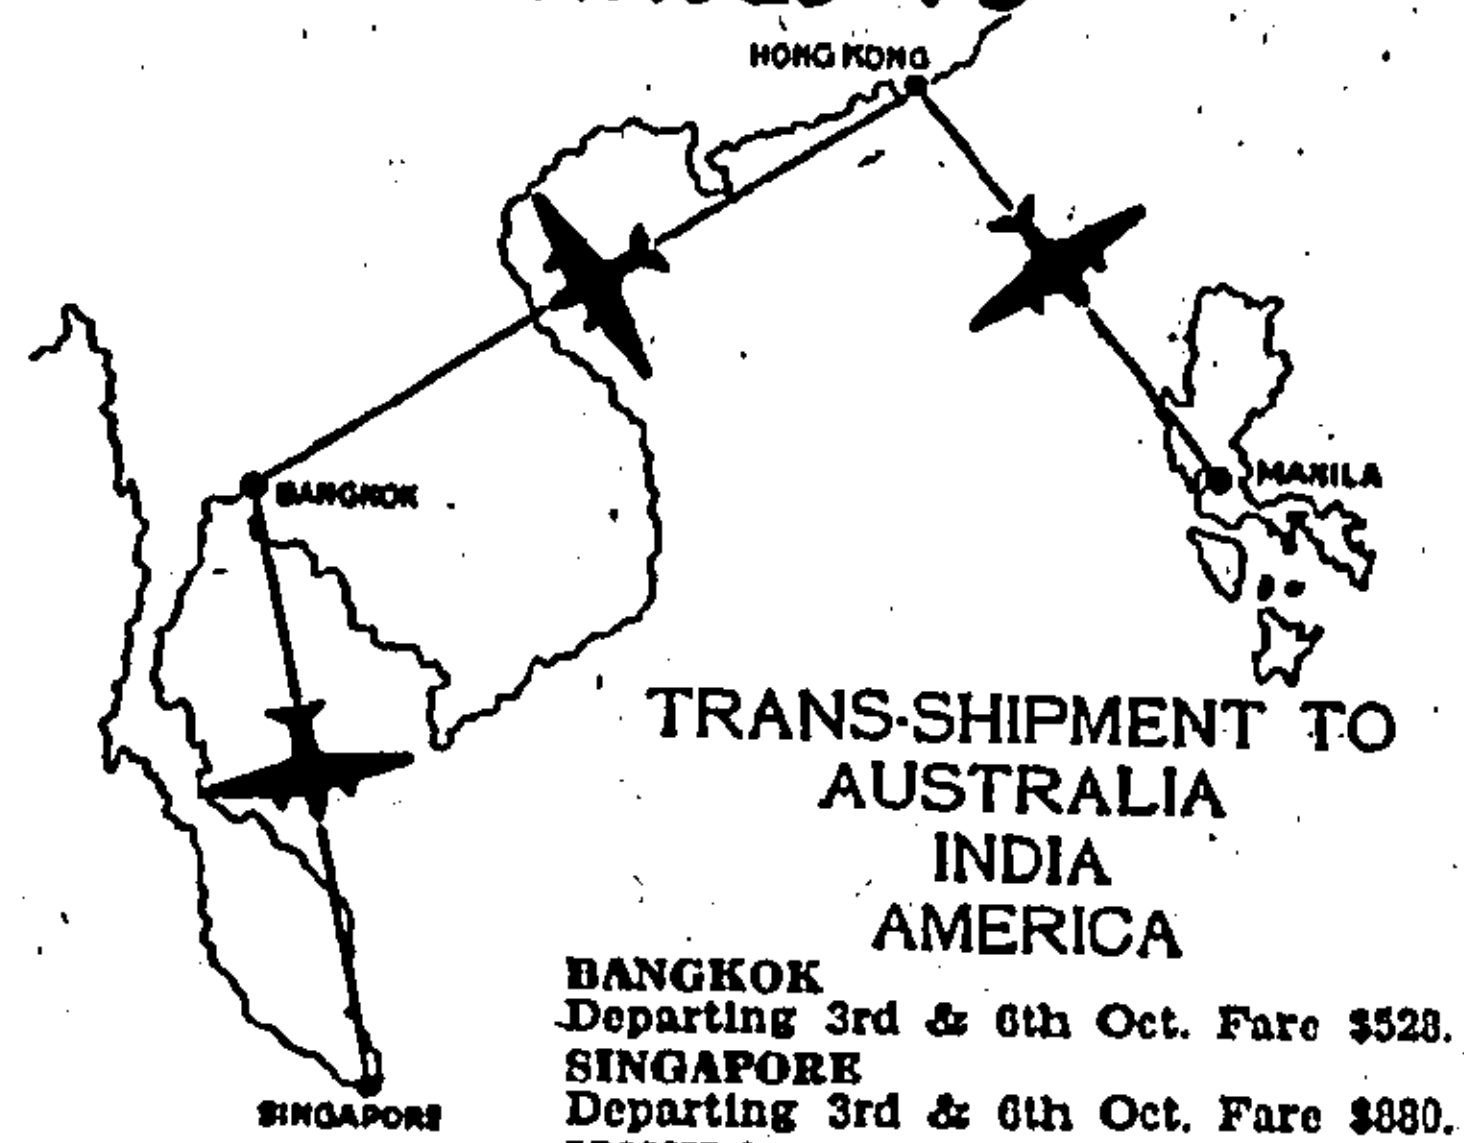 HONG KONG
BANGKOK
MANILA
TRANS-SHIPMENT TO
AUSTRALIA
INDIA
AMERICA
BANGKOK
Departing 3rd & 6th Oct. Fare $528.
SINGAPORE
Departing 3rd & 6th Oct. Fare $880.
SINGAPORE